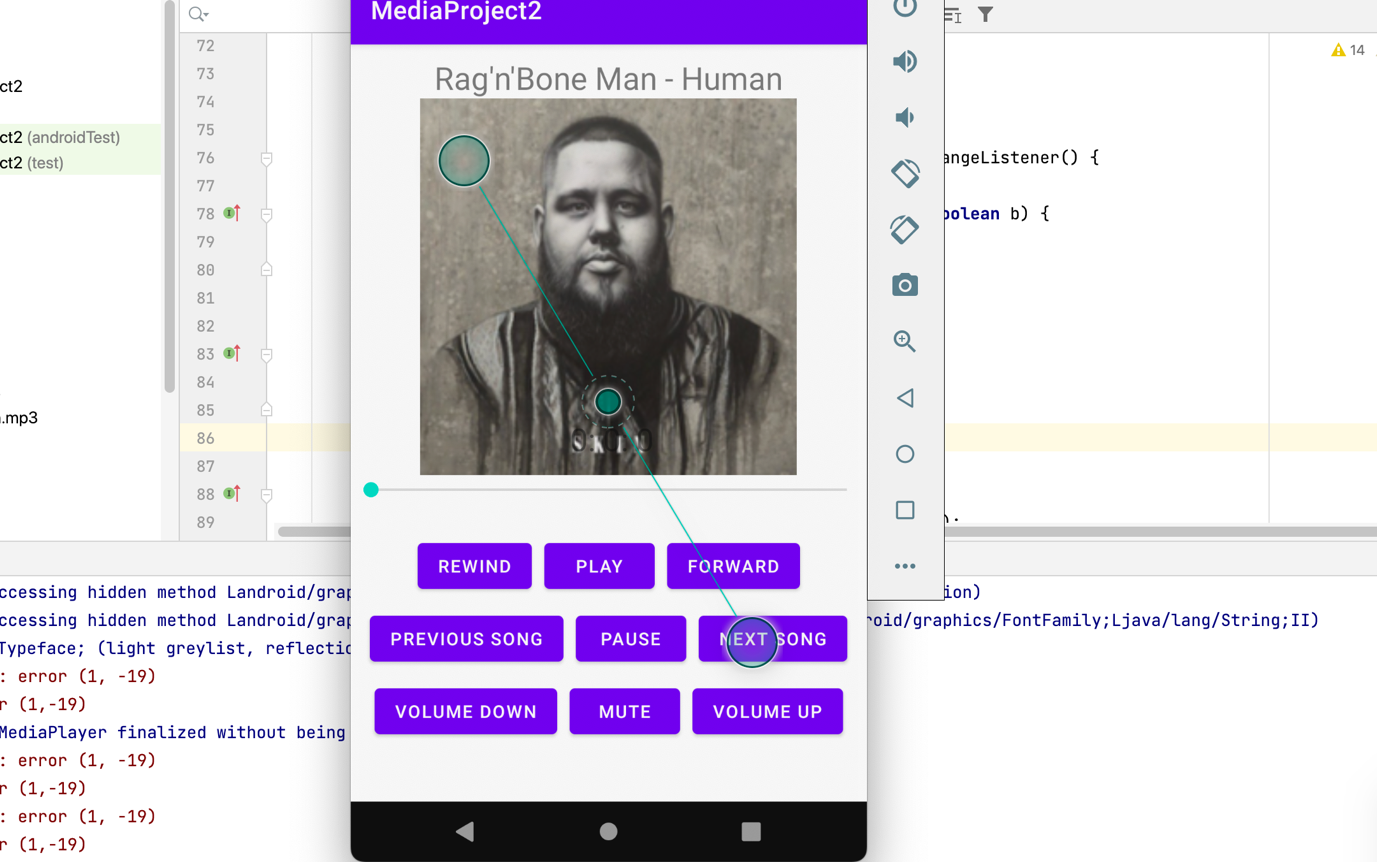 MediaProject2
72
14
Rag'n'Bone Man - Human
73
ct2
74
75
ct2 (androidTest)
76
angeListener() {
ct2 (test)
77
78
boolean b) {
79
80
81
82
83
84
85
.mp3
86
SKUO
87
88
89
REWIND
PLAY
FORWARD
ccessing hidden method Landroid/grap
ion)
ccessing hidden method Landroid/grap
roid/graphics/FontFamily;Ljava/lang/String;II)
PREVIOUS SONG
PAUSE
NEXT SONG
Typeface; (light greylist, reflectio
: error (1, -19)
r (1,-19)
VOLUME DOWN
MUTE
VOLUME UP
MediaPlayer finalized without being
: error (1, -19)
r (1,-19)
: error (1, -19)
r (1,-19)